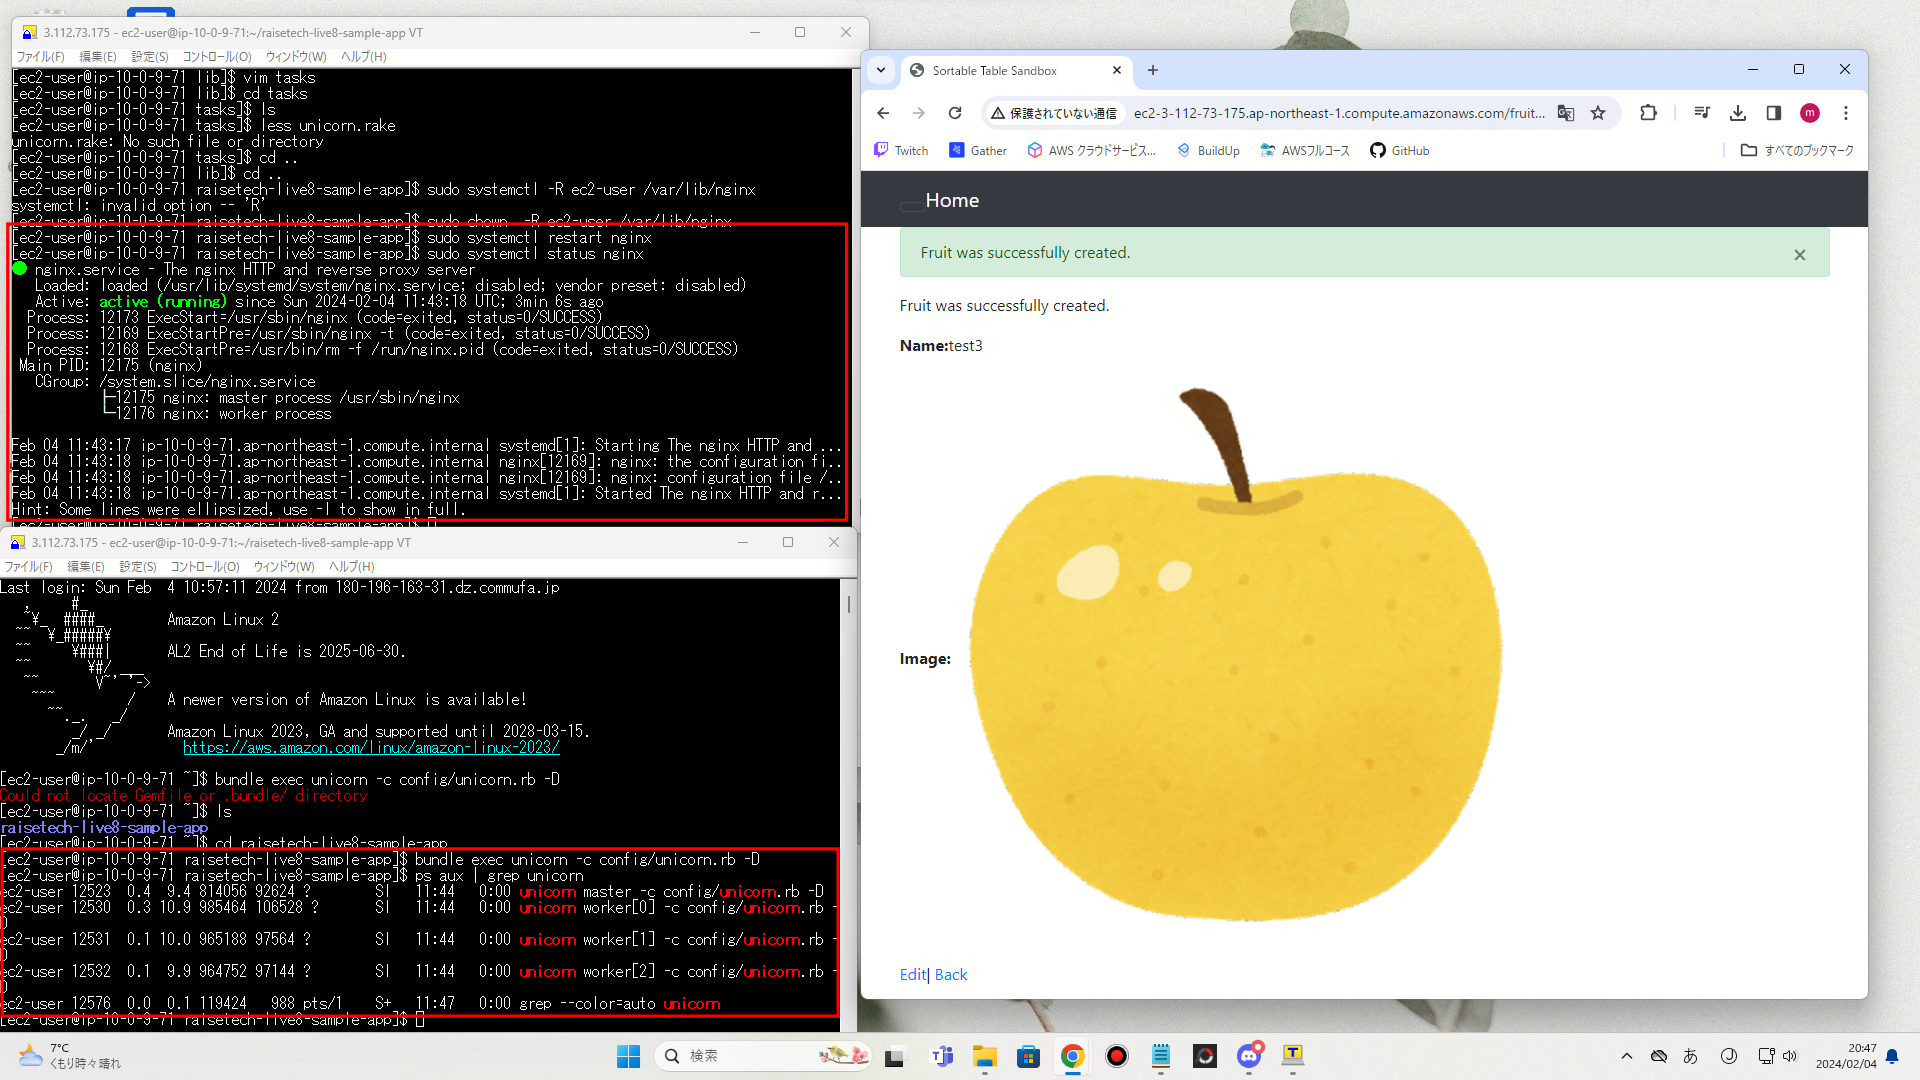 3.112.73.175 - ec2-user@ip-10-0-9-71:~/raisetech-live8-sample-app VT
ファイル(F) 編集(E) 設定(S) コントロール(O) ウィンドウ(W) ヘルプ(H)
[ec2-user@ip-10-0-9-71 lib]$ vim tasks
[ec2-user@ip-10-0-9-71 lib]$ cd tasks
[ec2-user@ip-10-0-9-71 tasks]$ ls
[ec2-user@ip-10-0-9-71 tasks]$ less unicorn.rake
unicorn.rake: No such file or directory
[ec2-user@ip-10-0-9-71 tasks]$ cd ..
[ec2-user@ip-10-0-9-71 lib]$ cd ..
[ec2-user@ip-10-0-9-71 raisetech-live8-sample-app]$ sudo systemctl -R ec2-user /var/lib/nginx
systemctl: invalid option -- 'R'
[ec2-user@ip-10-0-9-71 raisetech-live8-sample-app]$ sudo chown  -R ec2-user /var/lib/nginx
[ec2-user@ip-10-0-9-71 raisetech-live8-sample-app]$ sudo systemctl restart nginx
[ec2-user@ip-10-0-9-71 raisetech-live8-sample-app]$ sudo systemctl status nginx
● nginx.service - The nginx HTTP and reverse proxy server
Loaded: loaded (/usr/lib/systemd/system/nginx.service; disabled; vendor preset: disabled)
Active: active (running) since Sun 2024-02-04 11:43:18 UTC; 3min 6s ago
Process: 12173 ExecStart=/usr/sbin/nginx (code=exited, status=0/SUCCESS)
Process: 12169 ExecStartPre=/usr/sbin/nginx -t (code=exited, status=0/SUCCESS)
Process: 12168 ExecStartPre=/usr/bin/rm -f /run/nginx.pid (code=exited, status=0/SUCCESS)
Main PID: 12175 (nginx)
CGroup: /system.slice/nginx.service
├─12175 nginx: master process /usr/sbin/nginx
└─12176 nginx: worker process
Feb 04 11:43:17 ip-10-0-9-71.ap-northeast-1.compute.internal systemd[1]: Starting The nginx HTTP and ...
Feb 04 11:43:18 ip-10-0-9-71.ap-northeast-1.compute.internal nginx[12169]: nginx: the configuration fi...
Feb 04 11:43:18 ip-10-0-9-71.ap-northeast-1.compute.internal nginx[12169]: nginx: configuration file /...
Feb 04 11:43:18 ip-10-0-9-71.ap-northeast-1.compute.internal systemd[1]: Started The nginx HTTP and r...
Hint: Some lines were ellipsized, use -l to show in full.
[ec2-user@ip-10-0-9-71 raisetech-live8-sample-app]$
3.112.73.175 - ec2-user@ip-10-0-9-71:~/raisetech-live8-sample-app VT
ファイル(F) 編集(E) 設定(S) コントロール(O) ウィンドウ(W) ヘルプ(H)
Last login: Sun Feb  4 10:57:11 2024 from 180-196-163-31.dz.commufa.jp
,     #_
~¥_  ####_        Amazon Linux 2
~~  ¥_#####¥
~~     ¥###|       AL2 End of Life is 2025-06-30.
~~       ¥#/ ___
~~       V~' '->
~~~         /    A newer version of Amazon Linux is available!
~~._.   _/
_/ _/       Amazon Linux 2023, GA and supported until 2028-03-15.
_/m/'           https://aws.amazon.com/linux/amazon-linux-2023/
[ec2-user@ip-10-0-9-71 ~]$ bundle exec unicorn -c config/unicorn.rb -D
Could not locate Gemfile or .bundle/ directory
[ec2-user@ip-10-0-9-71 ~]$ ls
raisetech-live8-sample-app
[ec2-user@ip-10-0-9-71 ~]$ cd raisetech-live8-sample-app
[ec2-user@ip-10-0-9-71 raisetech-live8-sample-app]$ bundle exec unicorn -c config/unicorn.rb -D
[ec2-user@ip-10-0-9-71 raisetech-live8-sample-app]$ ps aux | grep unicorn
ec2-user 12523  0.4  9.4 814056 92624 ?        Sl   11:44   0:00 unicorn master -c config/unicorn.rb -D
ec2-user 12530  0.3 10.9 985464 106528 ?       Sl   11:44   0:00 unicorn worker[0] -c config/unicorn.rb -
D
ec2-user 12531  0.1 10.0 965188 97564 ?        Sl   11:44   0:00 unicorn worker[1] -c config/unicorn.rb -
D
ec2-user 12532  0.1  9.9 964752 97144 ?        Sl   11:44   0:00 unicorn worker[2] -c config/unicorn.rb -
D
ec2-user 12576  0.0  0.1 119424   988 pts/1    S+   11:47   0:00 grep --color=auto unicorn
[ec2-user@ip-10-0-9-71 raisetech-live8-sample-app]$
Sortable Table Sandbox
保護されていない通信 ec2-3-112-73-175.ap-northeast-1.compute.amazonaws.com/fruit...
m
Twitch Gather AWS クラウドサービス... BuildUp AWSフルコース GitHub すべてのブックマーク
Home
Fruit was successfully created. ×
Fruit was successfully created.
Name:test3
Image:
Edit| Back
7°C
くもり時々晴れ
検索
あ
20:47
2024/02/04